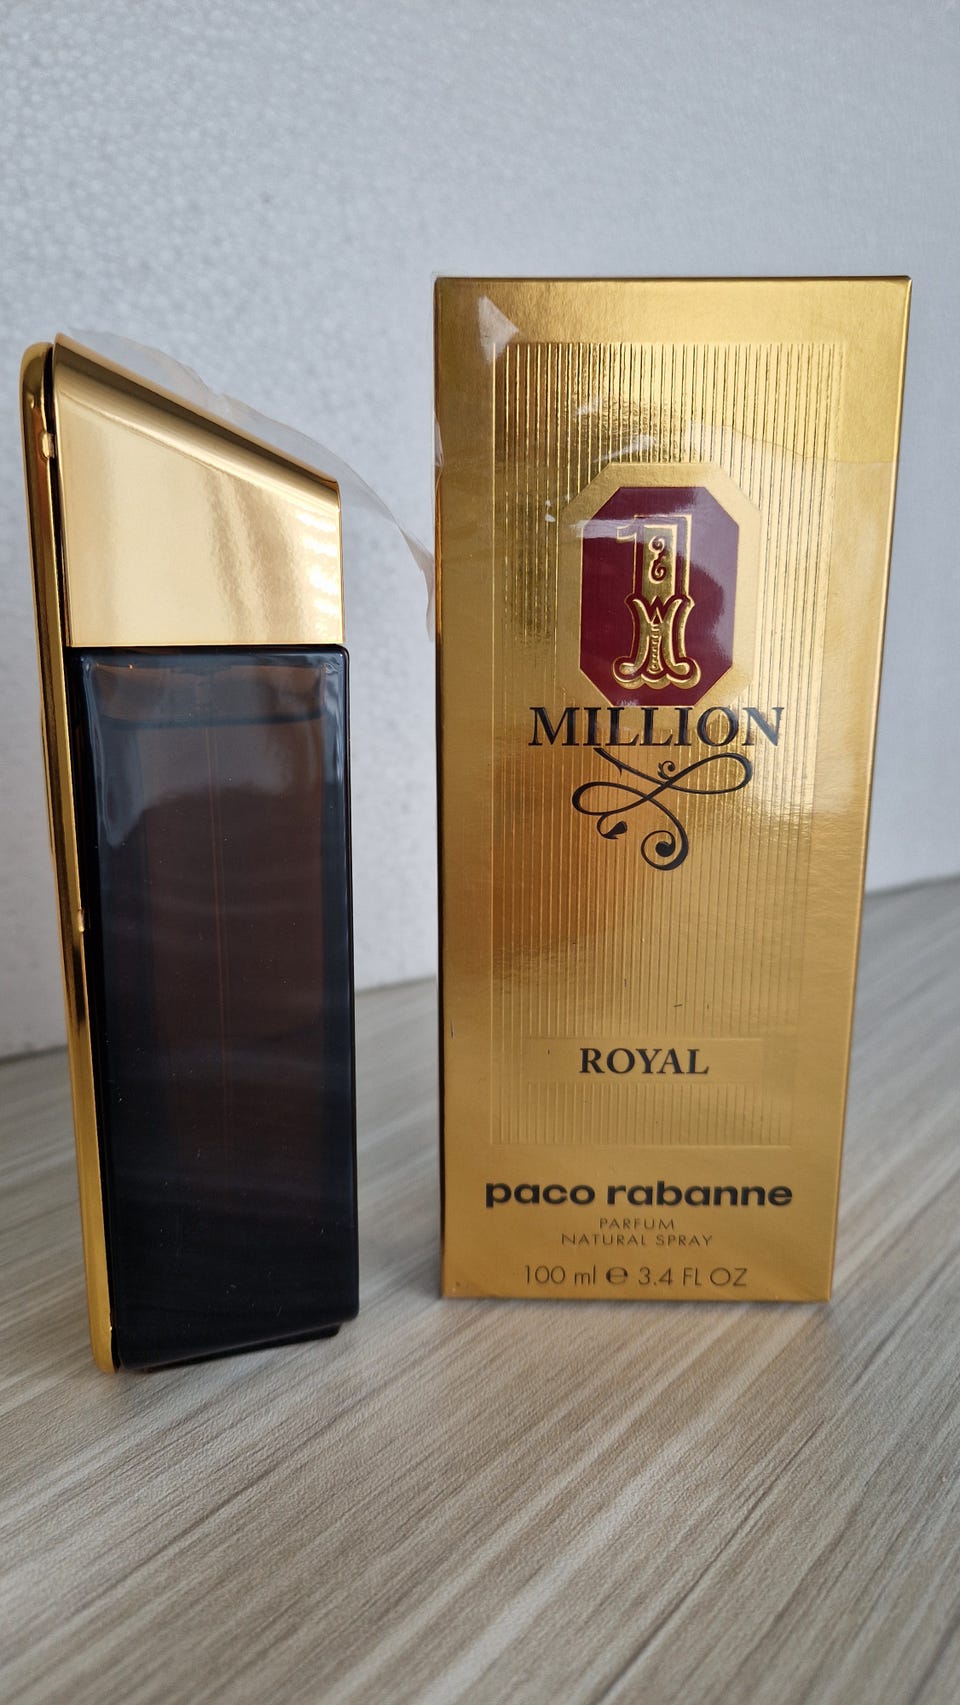 1
MILLION
ROYAL
paco rabanne
PARFUM
NATURAL SPRAY
100 ml ℮ 3.4 FL OZ